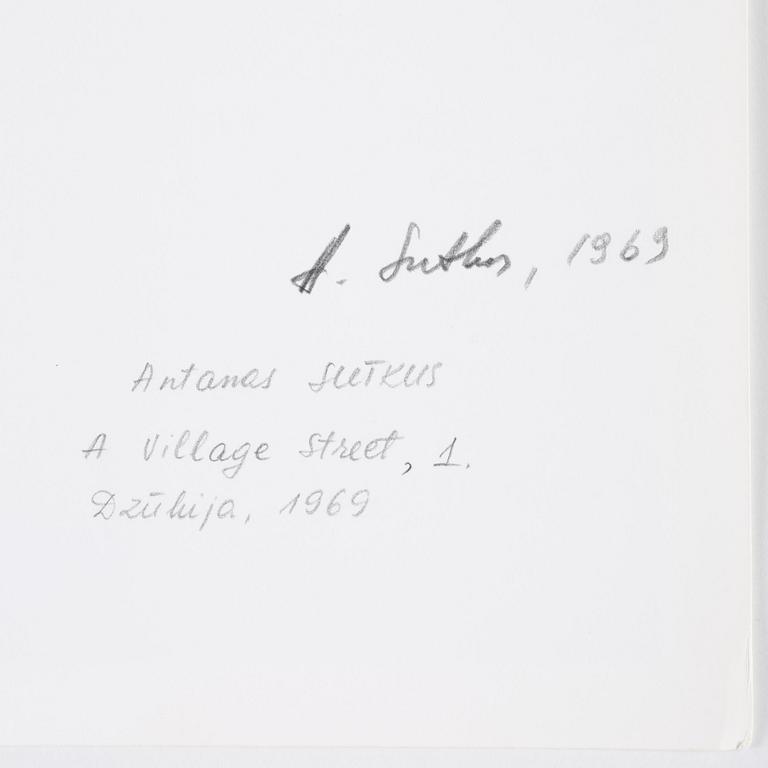 A. Sutkus, 1969
Antanas SUTKUS
A Village Street, 1.
Dzūkija, 1969